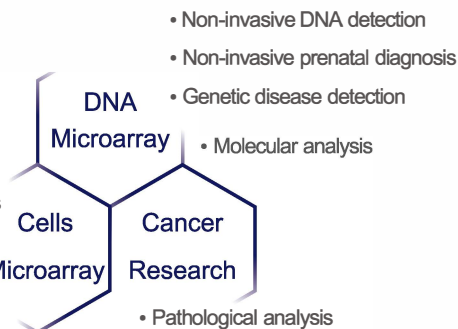 • Non-invasive DNA detection
• Non-invasive prenatal diagnosis
• Genetic disease detection
DNA
Microarray
• Molecular analysis
Cells
Microarray
Cancer
Research
• Pathological analysis